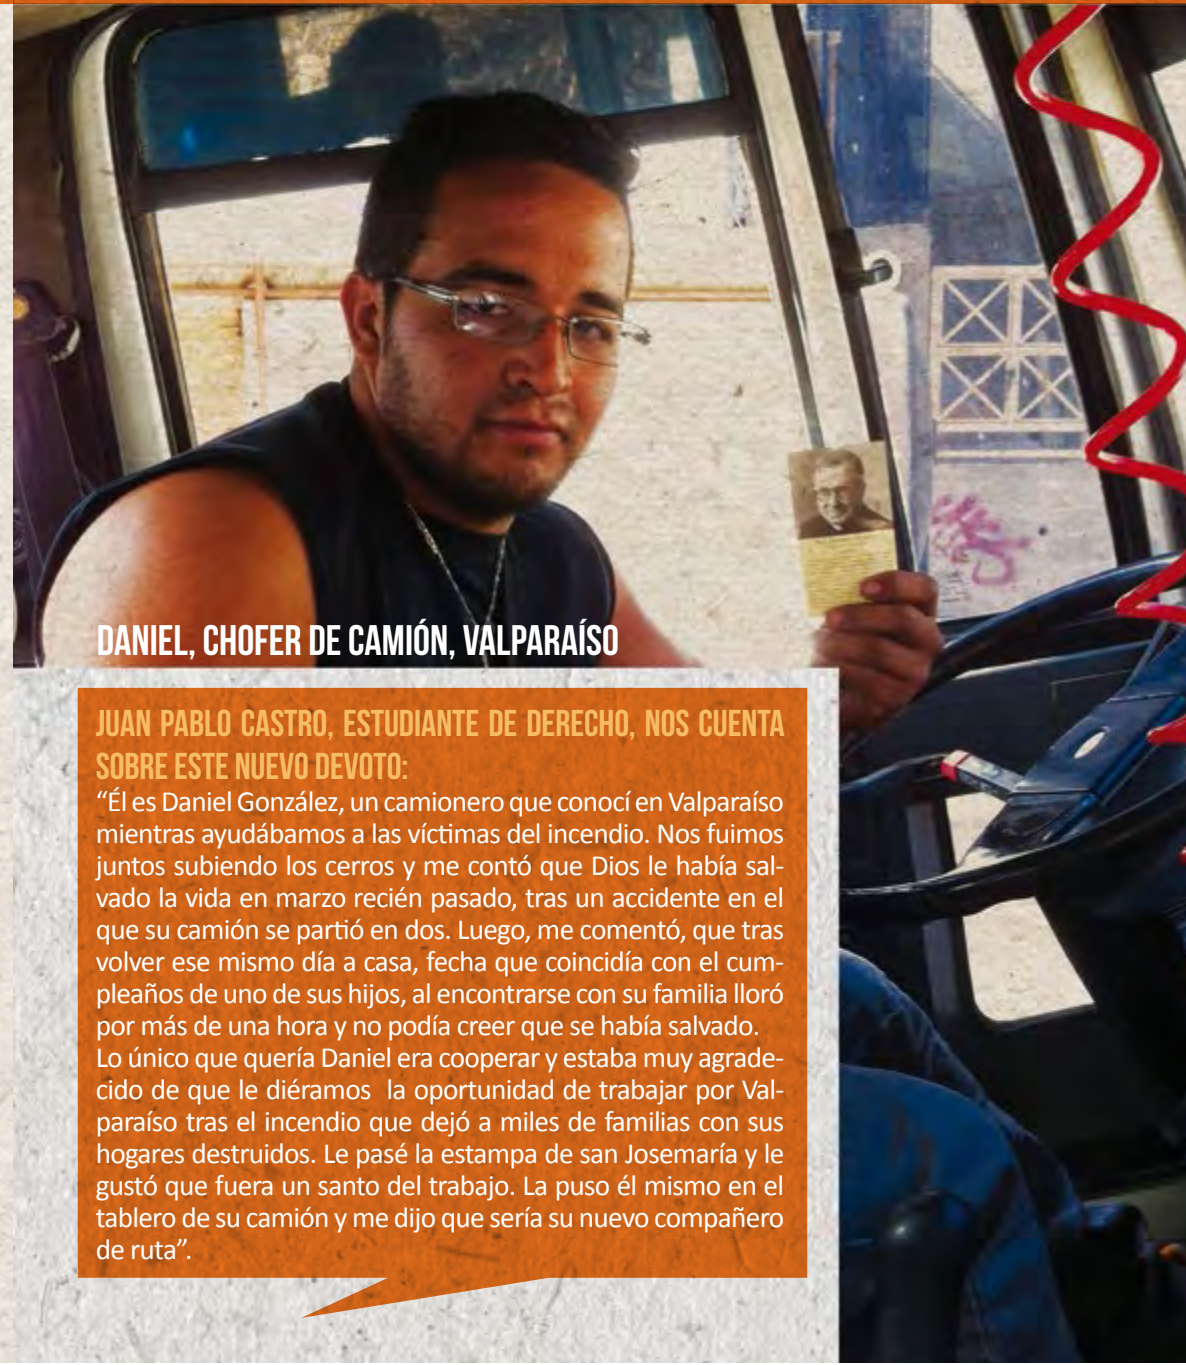 DANIEL, CHOFER DE CAMIÓN, VALPARAÍSO
JUAN PABLO CASTRO, ESTUDIANTE DE DERECHO, NOS CUENTA
SOBRE ESTE NUEVO DEVOTO:
“Él es Daniel González, un camionero que conocí en Valparaíso
mientras ayudábamos a las víctimas del incendio. Nos fuimos
juntos subiendo los cerros y me contó que Dios le había sal-
vado la vida en marzo recién pasado, tras un accidente en el
que su camión se partió en dos. Luego, me comentó, que tras
volver ese mismo día a casa, fecha que coincidía con el cum-
pleaños de uno de sus hijos, al encontrarse con su familia lloró
por más de una hora y no podía creer que se había salvado.
Lo único que quería Daniel era cooperar y estaba muy agrade-
cido de que le diéramos  la oportunidad de trabajar por Val-
paraíso tras el incendio que dejó a miles de familias con sus
hogares destruidos. Le pasé la estampa de san Josemaría y le
gustó que fuera un santo del trabajo. La puso él mismo en el
tablero de su camión y me dijo que sería su nuevo compañero
de ruta”.